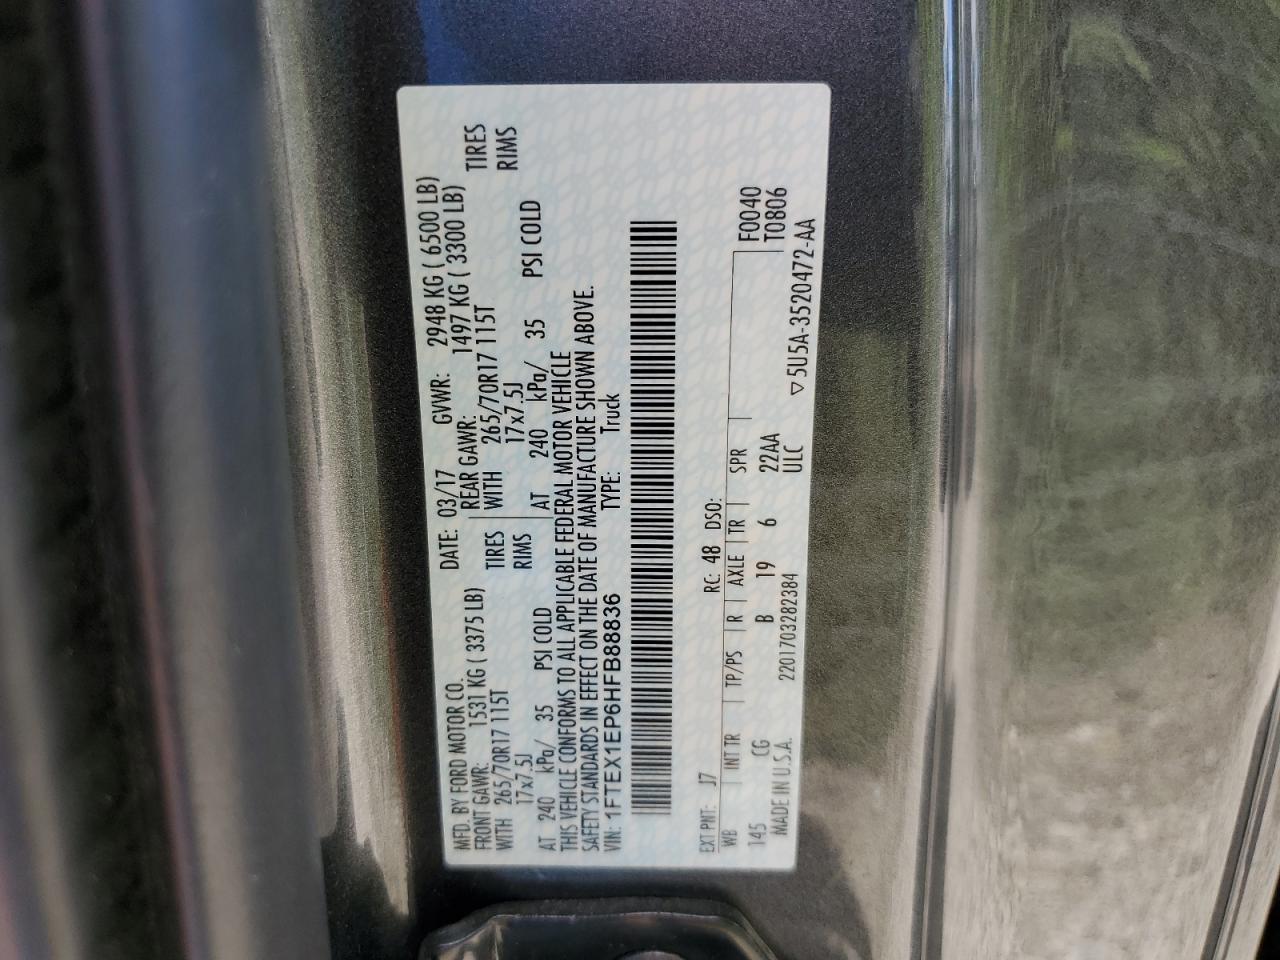 MFD. BY FORD MOTOR CO.
DATE: 03/17 GVWR: 2948 KG ( 6500 LB)
FRONT GAWR: 1531 KG ( 3375 LB) REAR GAWR: 1497 KG ( 3300 LB)
WITH 265/70R17 115T TIRES WITH 265/70R17 115T TIRES
17x7.5J RIMS 17x7.5J RIMS
AT 240 kPa/ 35 PSI COLD AT 240 kPa/ 35 PSI COLD
THIS VEHICLE CONFORMS TO ALL APPLICABLE FEDERAL MOTOR VEHICLE
SAFETY STANDARDS IN EFFECT ON THE DATE OF MANUFACTURE SHOWN ABOVE.
VIN: 1FTEX1EP6HFB88836 TYPE: Truck
EXT PNT: J7 RC: 48 DSO: F0040
WB INT TR TP/PS R AXLE TR SPR T0806
145 CG B 19 6 22AA
MADE IN U.S.A. 2201703282384 ULC ▽5U5A-3520472-AA